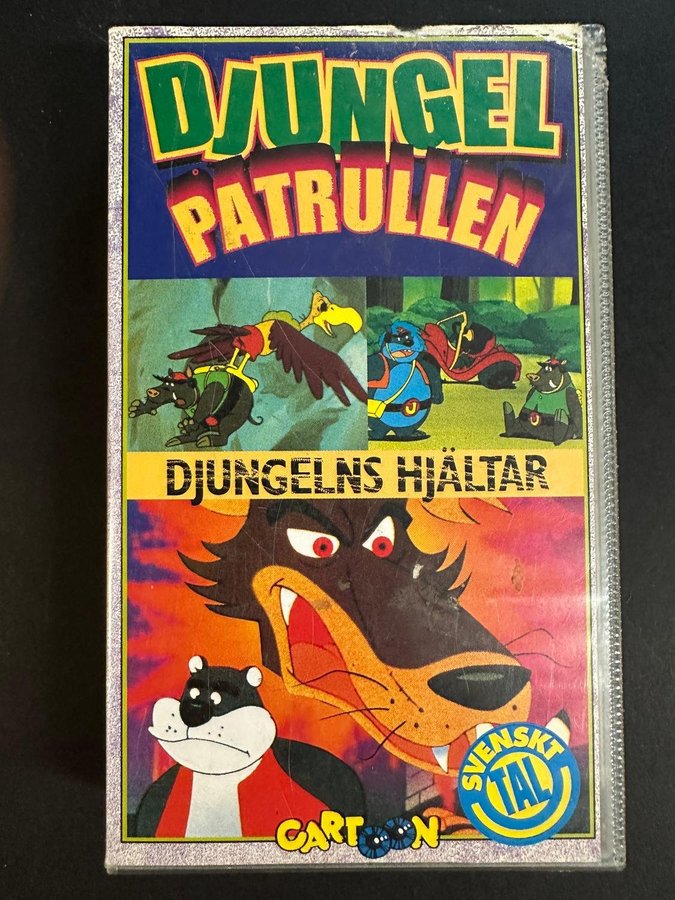 DJUNGEL
PATRULLEN
DJUNGELNS HJÄLTAR
SVENSKT
TAL
CARTOON